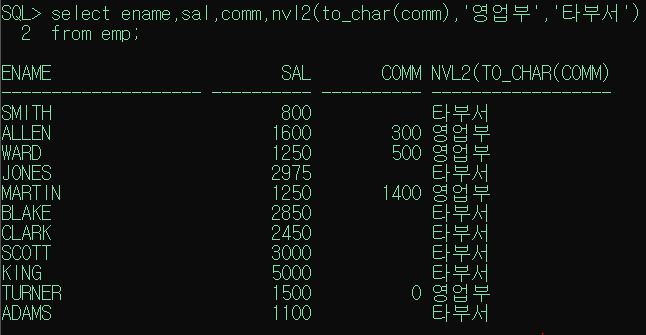 SQL> select ename,sal,comm,nvl2(to_char(comm),'영업부','타부서')
2 from emp;
ENAME SAL COMM NVL2(TO_CHAR(COMM)
-------------------- ---------- ---------- ------------------
SMITH 800 타부서
ALLEN 1600 300 영업부
WARD 1250 500 영업부
JONES 2975 타부서
MARTIN 1250 1400 영업부
BLAKE 2850 타부서
CLARK 2450 타부서
SCOTT 3000 타부서
KING 5000 타부서
TURNER 1500 0 영업부
ADAMS 1100 타부서